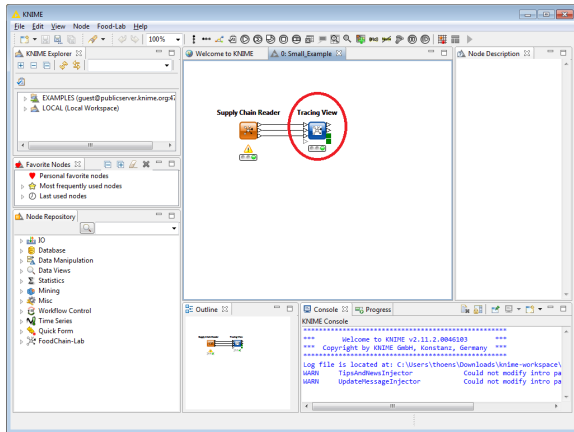 KNIME
File Edit View Node Food-Lab Help
100%
KNIME Explorer
Welcome to KNIME
0: Small_Example
Node Description
EXAMPLES (guest@publicserver.knime.org:47
LOCAL (Local Workspace)
Supply Chain Reader
Tracing View
Favorite Nodes
Personal favorite nodes
Most frequently used nodes
Last used nodes
Node Repository
IO
Database
Data Manipulation
Data Views
Statistics
Mining
Misc
Workflow Control
Time Series
Quick Form
FoodChain-Lab
Outline
Console
Progress
KNIME Console
*** Welcome to KNIME v2.11.2.0046103 ***
*** Copyright by KNIME GmbH, Konstanz, Germany ***
Log file is located at: C:\Users\thoens\Downloads\knime-workspace\
WARN TipsAndNewsInjector Could not modify intro pa
WARN UpdateMessageInjector Could not modify intro pa